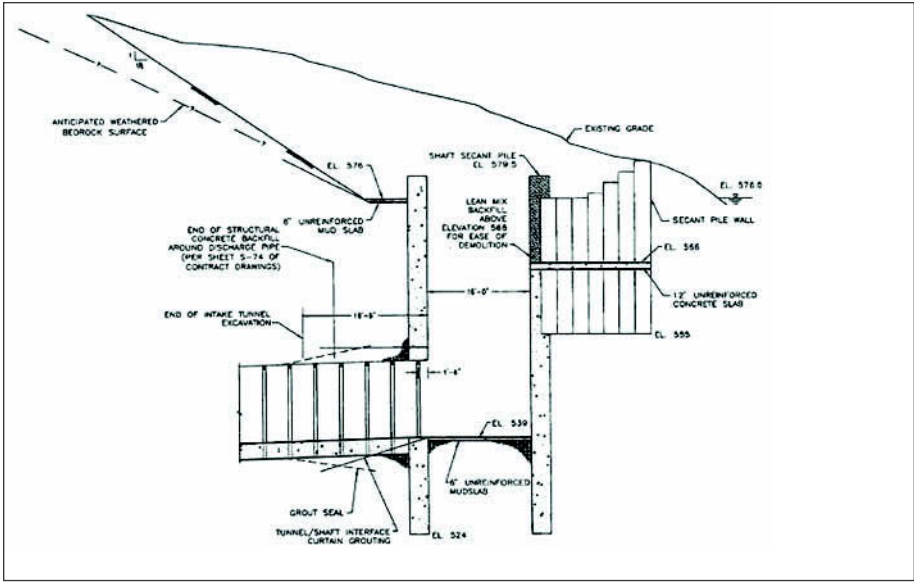 1
18
ANTICIPATED WEATHERED
BEDROCK SURFACE
EXISTING GRADE
SHAFT SECANT PILE
EL. 579.5
EL. 576
EL. 576.0
LEAN MIX
BACKFILL
ABOVE
ELEVATION 565
FOR EASE OF
DEMOLITION
SECANT PILE WALL
6" UNREINFORCED
MUD SLAB
END OF STRUCTURAL
CONCRETE BACKFILL
AROUND DISCHARGE PIPE
(PER SHEET S-74 OF
CONTRACT DRAWINGS)
EL. 566
16'-0"
12" UNREINFORCED
CONCRETE SLAB
END OF INTAKE TUNNEL
EXCAVATION
EL. 555
1'-6"
EL. 539
6" UNREINFORCED
MUDSLAB
GROUT SEAL
TUNNEL/SHAFT INTERFACE
CURTAIN GROUTING
EL. 524